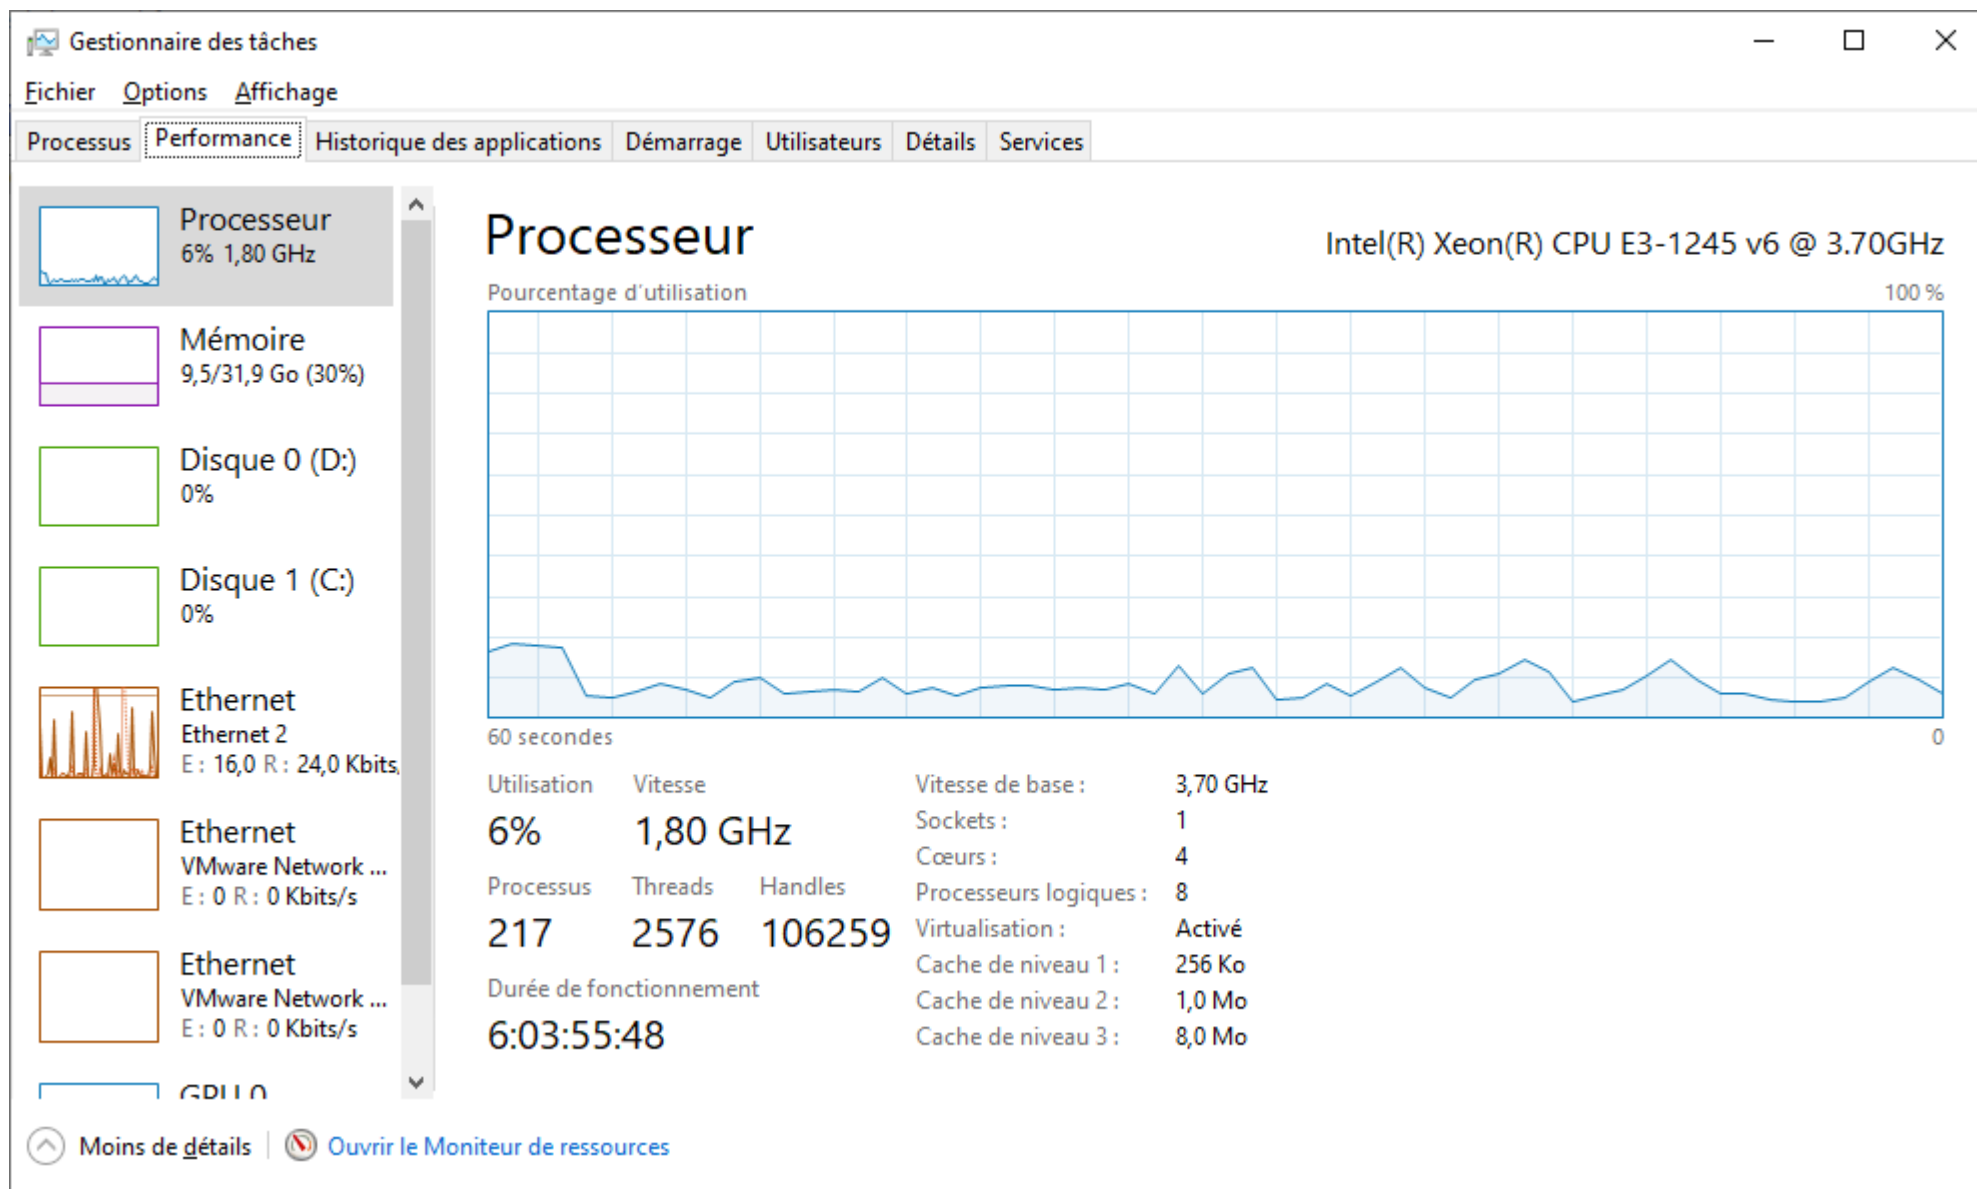 Gestionnaire des tâches
Fichier Options Affichage
Processus Performance Historique des applications Démarrage Utilisateurs Détails Services
Processeur
6% 1,80 GHz
Mémoire
9,5/31,9 Go (30%)
Disque 0 (D:)
0%
Disque 1 (C:)
0%
Ethernet
Ethernet 2
E : 16,0 R : 24,0 Kbits,
Ethernet
VMware Network ...
E : 0 R : 0 Kbits/s
Ethernet
VMware Network ...
E : 0 R : 0 Kbits/s
GPU 0
Processeur
Intel(R) Xeon(R) CPU E3-1245 v6 @ 3.70GHz
Pourcentage d'utilisation 100 %
60 secondes 0
Utilisation Vitesse
6% 1,80 GHz
Processus Threads Handles
217 2576 106259
Durée de fonctionnement
6:03:55:48
Vitesse de base : 3,70 GHz
Sockets : 1
Cœurs : 4
Processeurs logiques : 8
Virtualisation : Activé
Cache de niveau 1 : 256 Ko
Cache de niveau 2 : 1,0 Mo
Cache de niveau 3 : 8,0 Mo
Moins de détails
Ouvrir le Moniteur de ressources